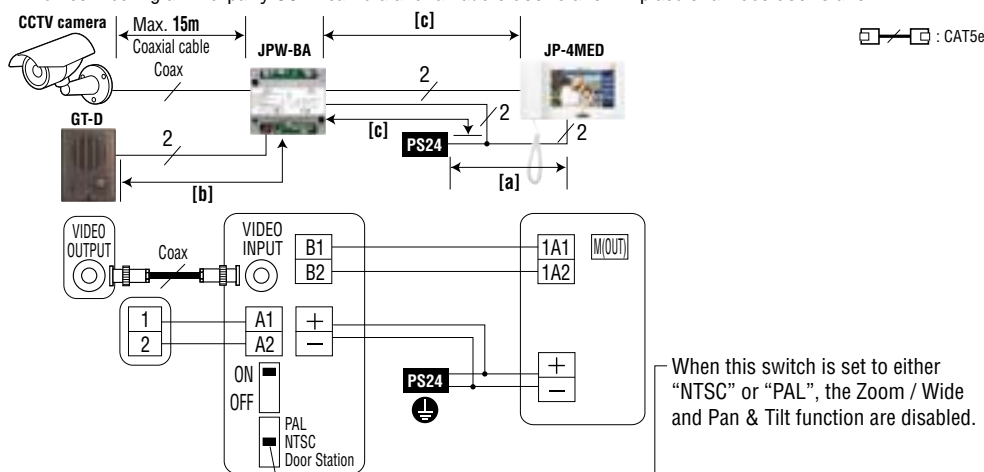 CCTV camera
Max. 15m
[c]
Coaxial cable
JPW-BA
JP-4MED
: CAT5e
Coax
2
GT-D
2
[c]
2
2
PS24
[b]
[a]
VIDEO
OUTPUT
Coax
VIDEO
INPUT
B1
1A1
M(OUT)
B2
1A2
1
A1
+
2
A2
−
ON
OFF
PS24
+
−
PAL
NTSC
Door Station
When this switch is set to either
“NTSC” or “PAL”, the Zoom / Wide
and Pan & Tilt function are disabled.